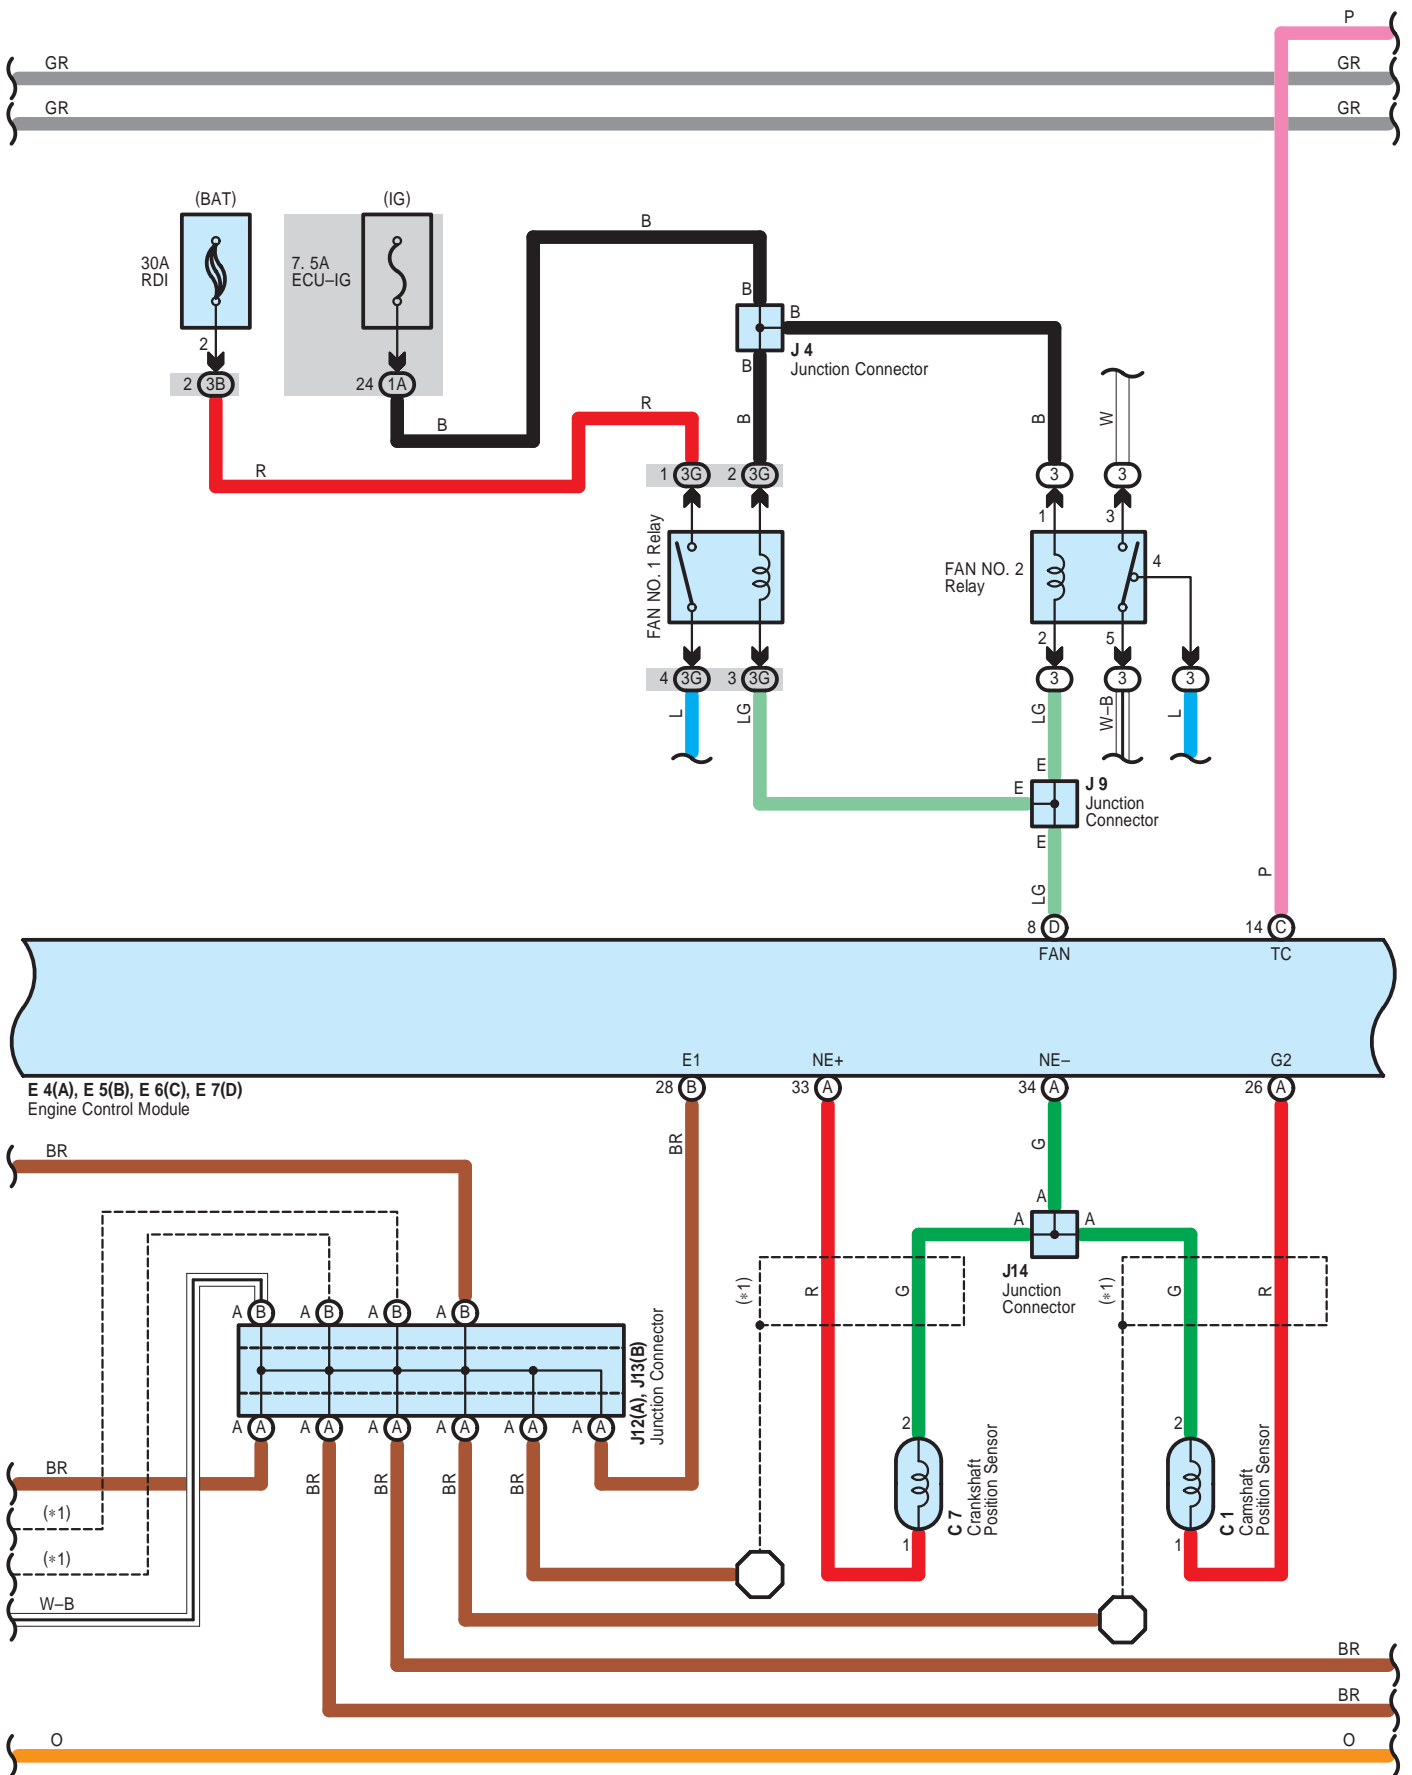 P
GR GR
GR GR
(BAT) (IG)
30A
RDI
7. 5A
ECU–IG
B
B
B
J 4
Junction Connector
B
2
2 3B
24 1A
B
R
R
B
B
W
1 3G 2 3G
3 3
1 3
FAN NO. 1 Relay
FAN NO. 2
Relay
4
2 5
4 3G 3 3G
3 3 3
L LG
LG W–B L
E
E
J 9
Junction
Connector
E
LG
P
8 D 14 C
FAN TC
E1 NE+ NE– G2
28 B 33 A 34 A 26 A
E 4(A), E 5(B), E 6(C), E 7(D)
Engine Control Module
BR
BR
G
A
A A
J14
Junction
Connector
(∗1) R G
(∗1) G R
A B A B A B A B
J12(A), J13(B)
Junction Connector
A A A A A A A A A A A A
BR
BR BR BR BR
(∗1)
(∗1)
W–B
2
C 7
Crankshaft
Position Sensor
1
2
C 1
Camshaft
Position Sensor
1
BR
BR
O O